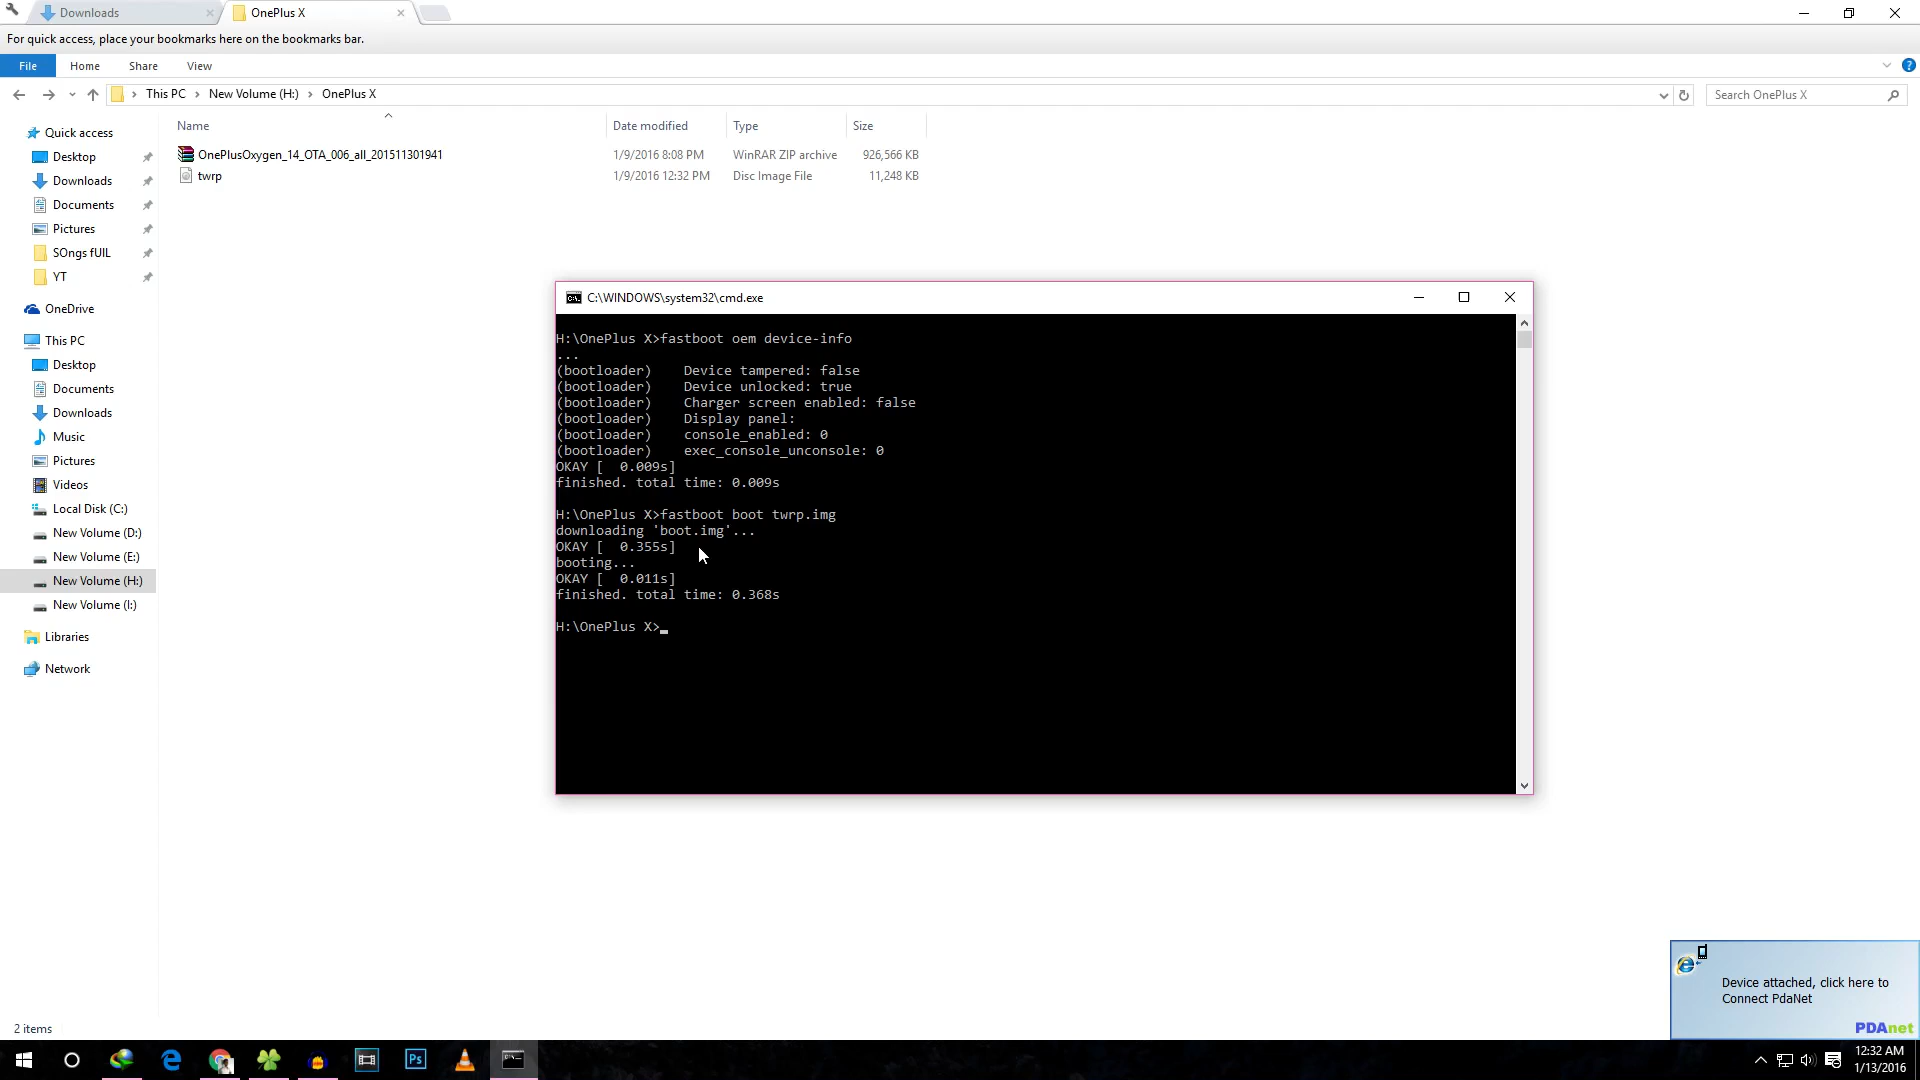 Downloads
OnePlus X
For quick access, place your bookmarks here on the bookmarks bar.
File Home Share View
This PC > New Volume (H:) > OnePlus X
Search OnePlus X
Name Date modified Type Size
OnePlusOxygen_14_OTA_006_all_201511301941 1/9/2016 8:08 PM WinRAR ZIP archive 926,566 KB
twrp 1/9/2016 12:32 PM Disc Image File 11,248 KB
Quick access
Desktop
Downloads
Documents
Pictures
SOngs fUlL
YT
OneDrive
This PC
Desktop
Documents
Downloads
Music
Pictures
Videos
Local Disk (C:)
New Volume (D:)
New Volume (E:)
New Volume (H:)
New Volume (I:)
Libraries
Network
C:\WINDOWS\system32\cmd.exe
H:\OnePlus X>fastboot oem device-info
...
(bootloader) Device tampered: false
(bootloader) Device unlocked: true
(bootloader) Charger screen enabled: false
(bootloader) Display panel:
(bootloader) console_enabled: 0
(bootloader) exec_console_unconsole: 0
OKAY [ 0.009s]
finished. total time: 0.009s
H:\OnePlus X>fastboot boot twrp.img
downloading 'boot.img'...
OKAY [ 0.355s]
booting...
OKAY [ 0.011s]
finished. total time: 0.368s
H:\OnePlus X>_
Device attached, click here to
Connect PdaNet
PDAnet
2 items
Ps
12:32 AM
1/13/2016